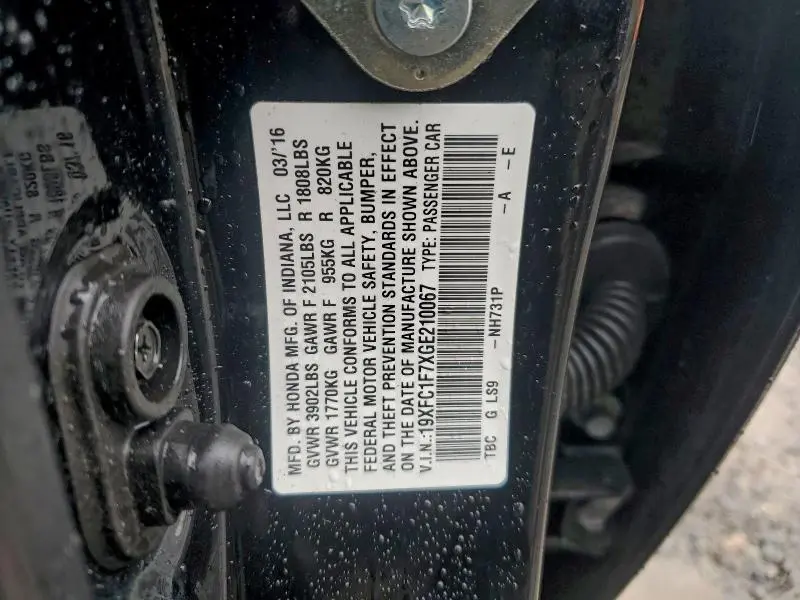 MFD. BY HONDA MFG. OF INDIANA, LLC 03/'16
GVWR 3902LBS GAWR F 2105LBS R 1808LBS
GVWR 1770KG GAWR F 955KG R 820KG
THIS VEHICLE CONFORMS TO ALL APPLICABLE
FEDERAL MOTOR VEHICLE SAFETY, BUMPER,
AND THEFT PREVENTION STANDARDS IN EFFECT
ON THE DATE OF MANUFACTURE SHOWN ABOVE.
V.I.N.:19XFC1F7XGE210067 TYPE: PASSENGER CAR
TBC G LS9 -NH731P -A -E